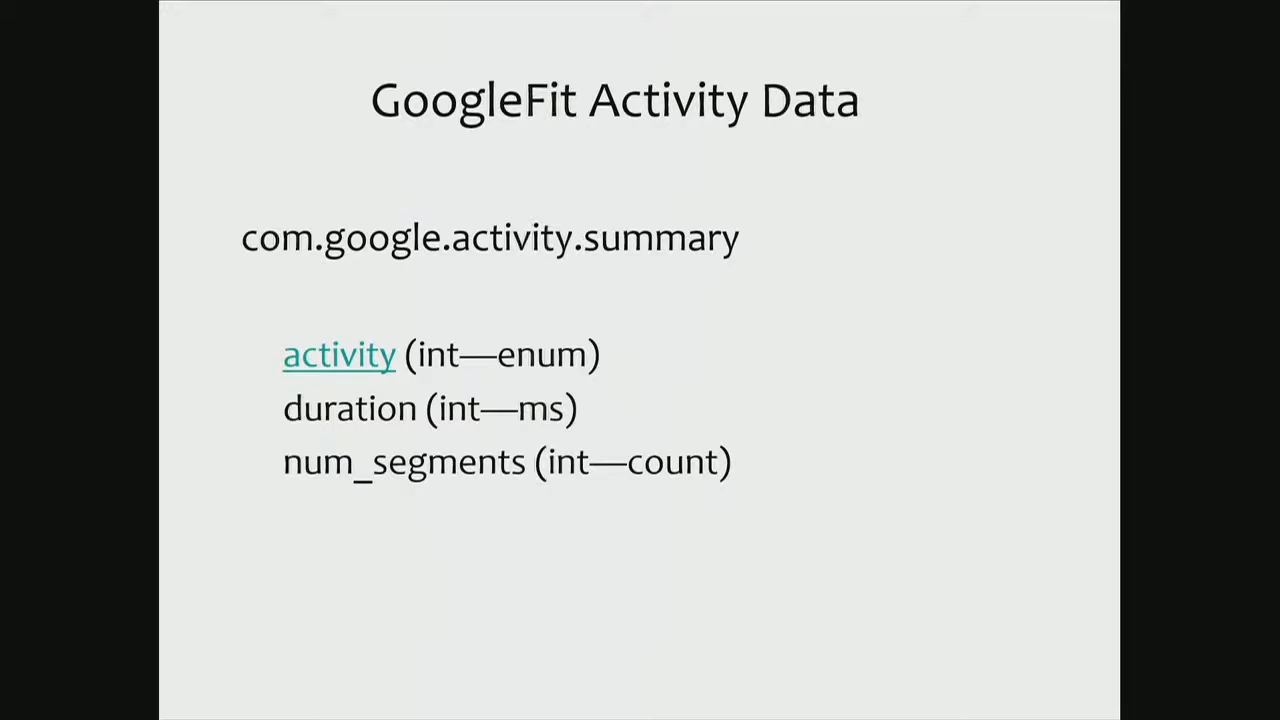 GoogleFit Activity Data
com.google.activity.summary
activity (int—enum)
duration (int—ms)
num_segments (int—count)